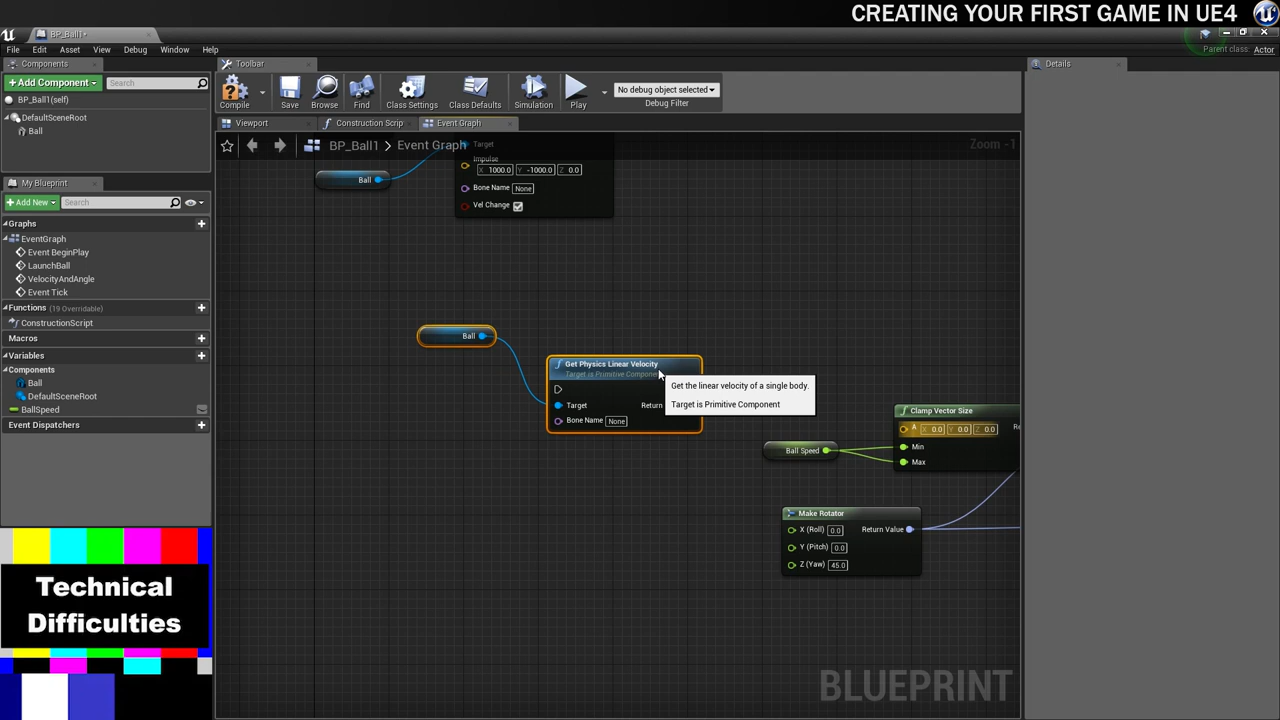 CREATING YOUR FIRST GAME IN UE4
BP_Ball1*
File Edit Asset View Debug Window Help
Parent class: Actor
Components
Toolbar
Details
+Add Component
Search
BP_Ball1(self)
DefaultSceneRoot
Ball
Compile
Save
Browse
Find
Class Settings
Class Defaults
Simulation
Play
No debug object selected
Debug Filter
Viewport
Construction Scrip
Event Graph
BP_Ball1 > Event Graph
Zoom -1
My Blueprint
+Add New
Search
Graphs
EventGraph
Event BeginPlay
LaunchBall
VelocityAndAngle
Event Tick
Functions (19 Overridable)
ConstructionScript
Macros
Variables
Components
Ball
DefaultSceneRoot
BallSpeed
Event Dispatchers
Target
Impulse
X 1000.0 Y -1000.0 Z 0.0
Bone Name None
Vel Change
Ball
Ball
Get Physics Linear Velocity
Target is Primitive Component
Target
Return
Bone Name None
Get the linear velocity of a single body.
Target is Primitive Component
Clamp Vector Size
A X 0.0 Y 0.0 Z 0.0
Re
Min
Max
Ball Speed
Make Rotator
X (Roll) 0.0 Return Value
Y (Pitch) 0.0
Z (Yaw) 45.0
Technical
Difficulties
BLUEPRINT